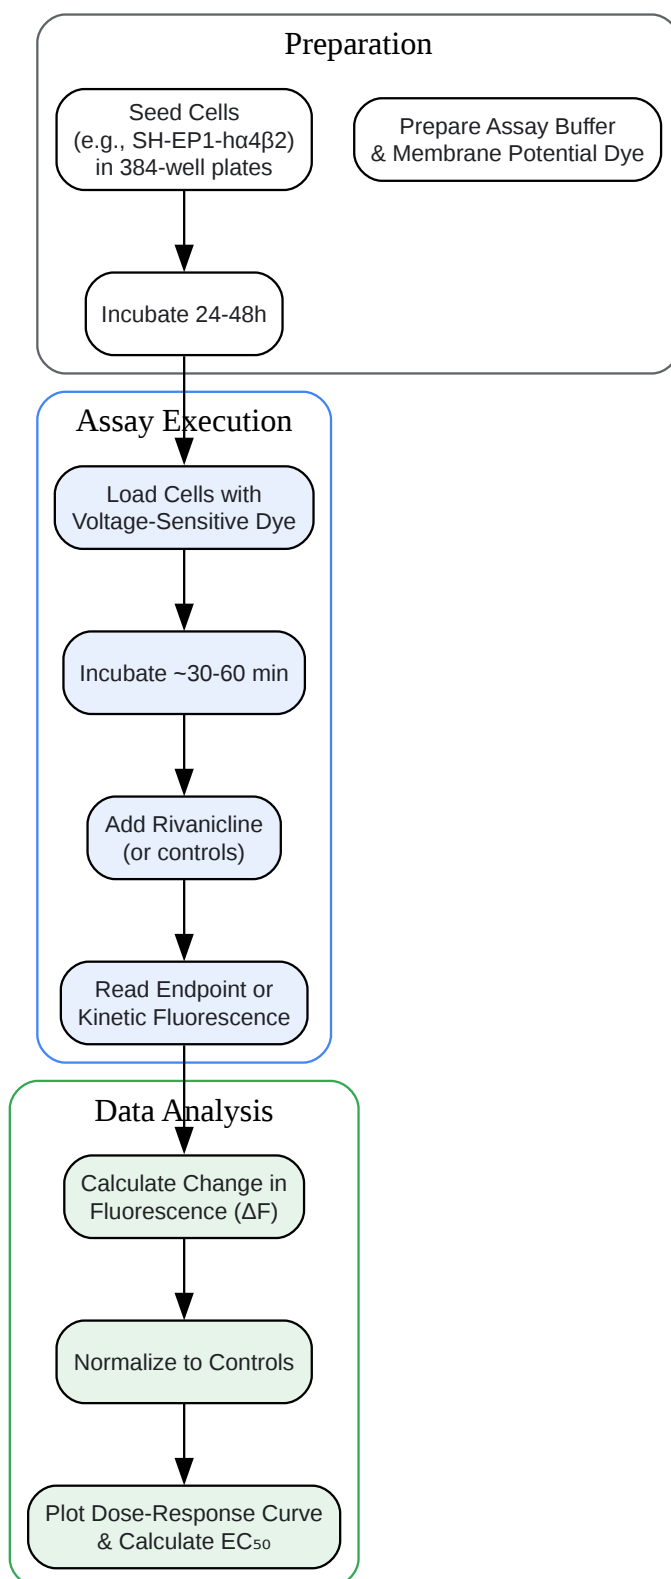 Preparation
Seed Cells
(e.g., SH-EP1-hα4β2)
in 384-well plates
Prepare Assay Buffer
& Membrane Potential Dye
Incubate 24-48h
Assay Execution
Load Cells with
Voltage-Sensitive Dye
Incubate ~30-60 min
Add Rivanicline
(or controls)
Read Endpoint or
Kinetic Fluorescence
Data Analysis
Calculate Change in
Fluorescence (ΔF)
Normalize to Controls
Plot Dose-Response Curve
& Calculate EC₅₀